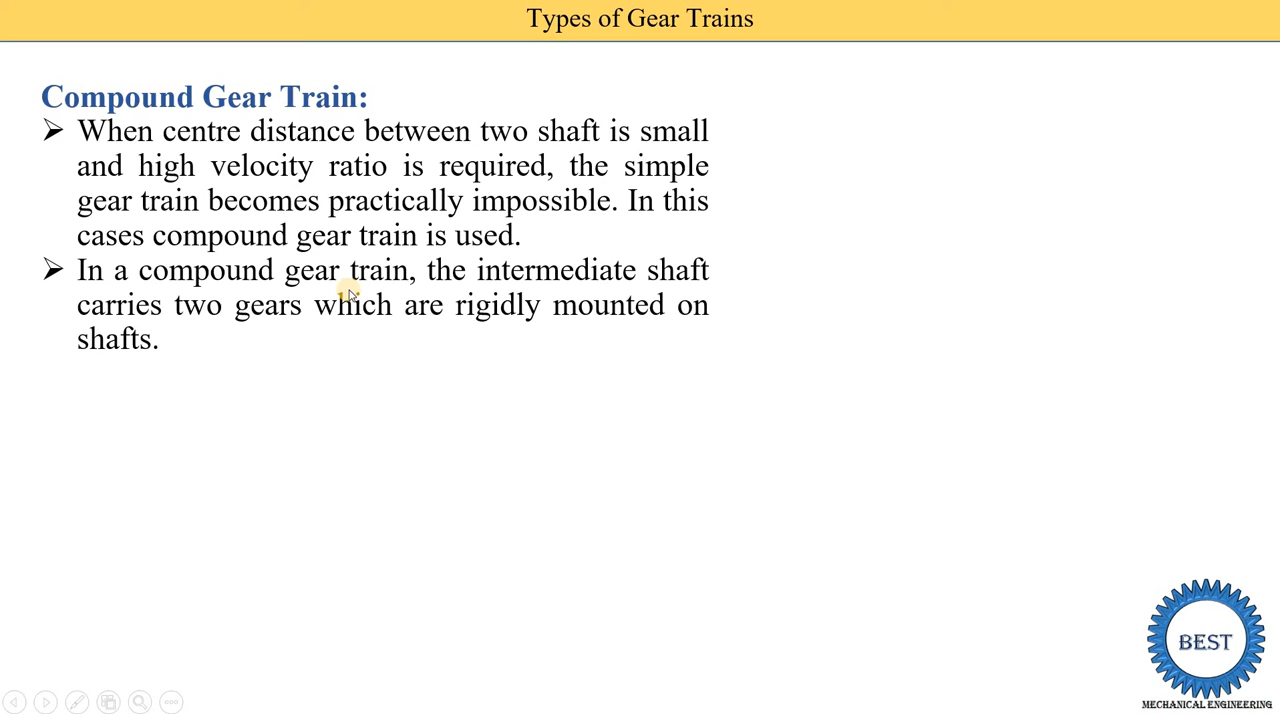 Types of Gear Trains
Compound Gear Train:
➢ When centre distance between two shaft is small
and high velocity ratio is required, the simple
gear train becomes practically impossible. In this
cases compound gear train is used.
➢ In a compound gear train, the intermediate shaft
carries two gears which are rigidly mounted on
shafts.
BEST
MECHANICAL ENGINEERING